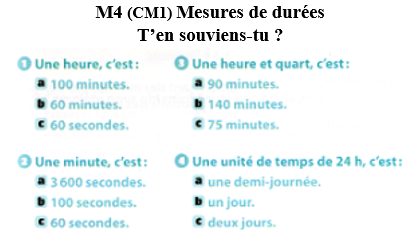 M4 (CM1) Mesures de durées
T'en souviens-tu ?
1 Une heure, c'est :
a 100 minutes.
b 60 minutes.
c 60 secondes.
2 Une minute, c'est :
a 3 600 secondes.
b 100 secondes.
c 60 secondes.
3 Une heure et quart, c'est :
a 90 minutes.
b 140 minutes.
c 75 minutes.
4 Une unité de temps de 24 h, c'est :
a une demi-journée.
b un jour.
c deux jours.